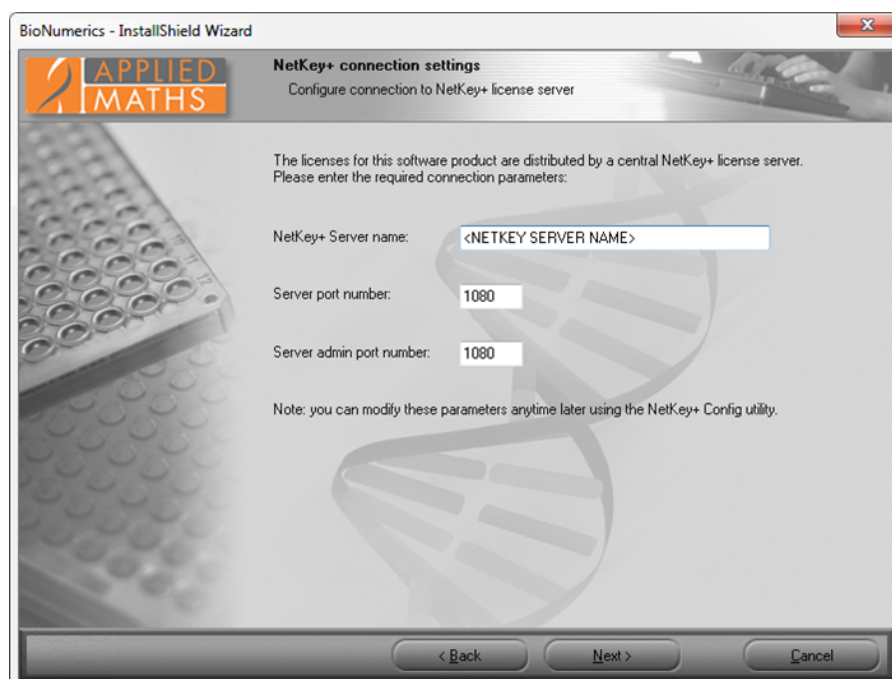 BioNumerics - InstallShield Wizard
APPLIED
MATHS
NetKey+ connection settings
Configure connection to NetKey+ license server
The licenses for this software product are distributed by a central NetKey+ license server.
Please enter the required connection parameters:
NetKey+ Server name: <NETKEY SERVER NAME>
Server port number: 1080
Server admin port number: 1080
Note: you can modify these parameters anytime later using the NetKey+ Config utility.
10
11
12
< Back Next > Cancel